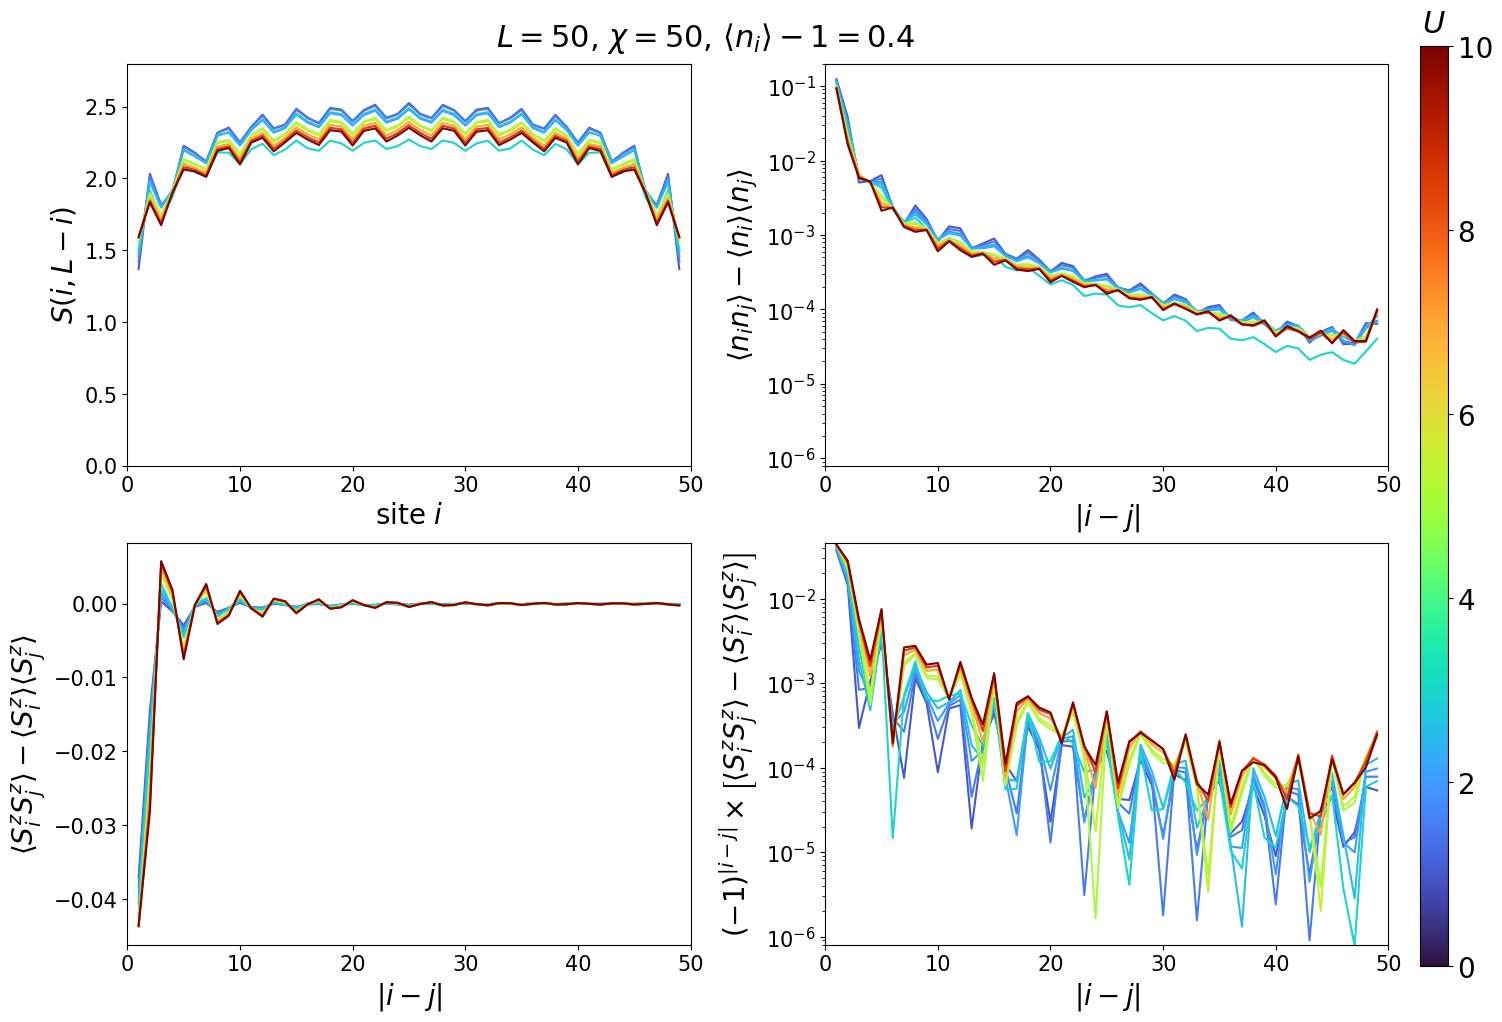 L = 50, χ = 50, ⟨n_i⟩ − 1 = 0.4
U
S(i, L − i)
2.5
2.0
1.5
1.0
0.5
0.0
0 10 20 30 40 50
site i
⟨n_i n_j⟩ − ⟨n_i⟩⟨n_j⟩
10^{-1}
10^{-2}
10^{-3}
10^{-4}
10^{-5}
10^{-6}
0 10 20 30 40 50
|i − j|
⟨S_i^z S_j^z⟩ − ⟨S_i^z⟩⟨S_j^z⟩
0.00
−0.01
−0.02
−0.03
−0.04
0 10 20 30 40 50
|i − j|
(−1)^{|i−j|} × [⟨S_i^z S_j^z⟩ − ⟨S_i^z⟩⟨S_j^z⟩]
10^{-2}
10^{-3}
10^{-4}
10^{-5}
10^{-6}
0 10 20 30 40 50
|i − j|
10
8
6
4
2
0